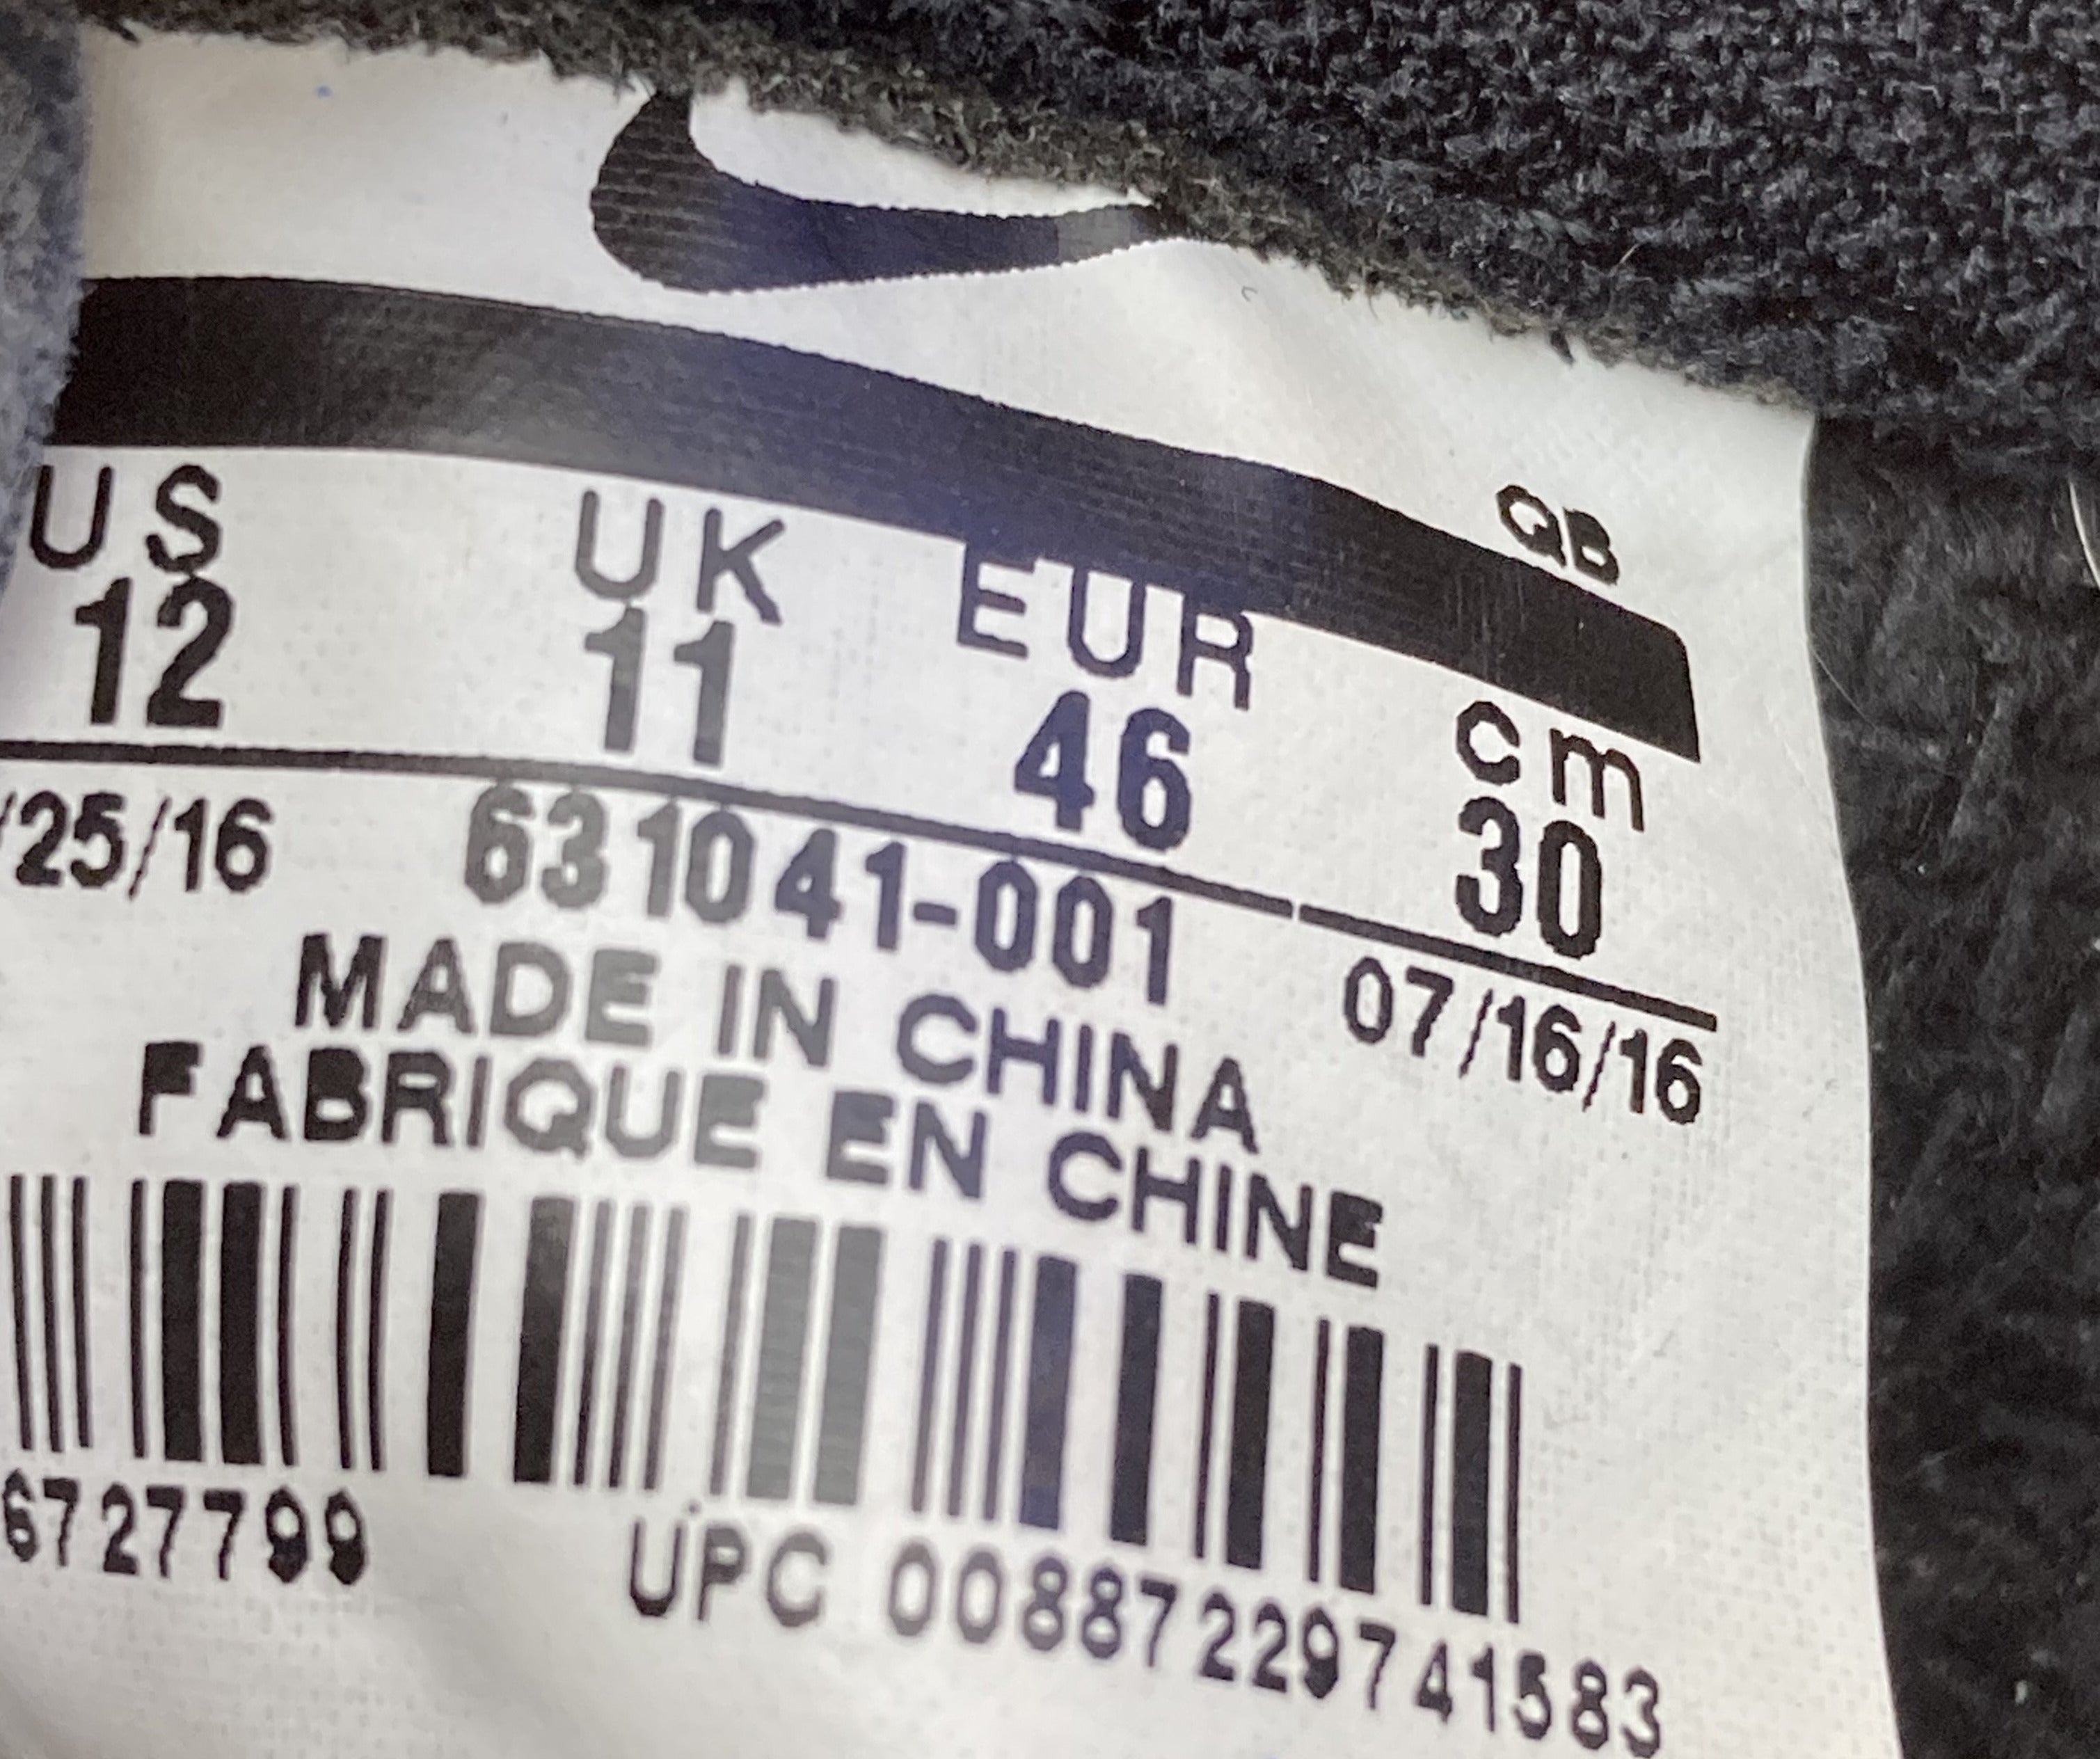 QB
US UK EUR cm
12 11 46 30
/25/16 631041-001 07/16/16
MADE IN CHINA
FABRIQUE EN CHINE
6727799 UPC 00887229741583